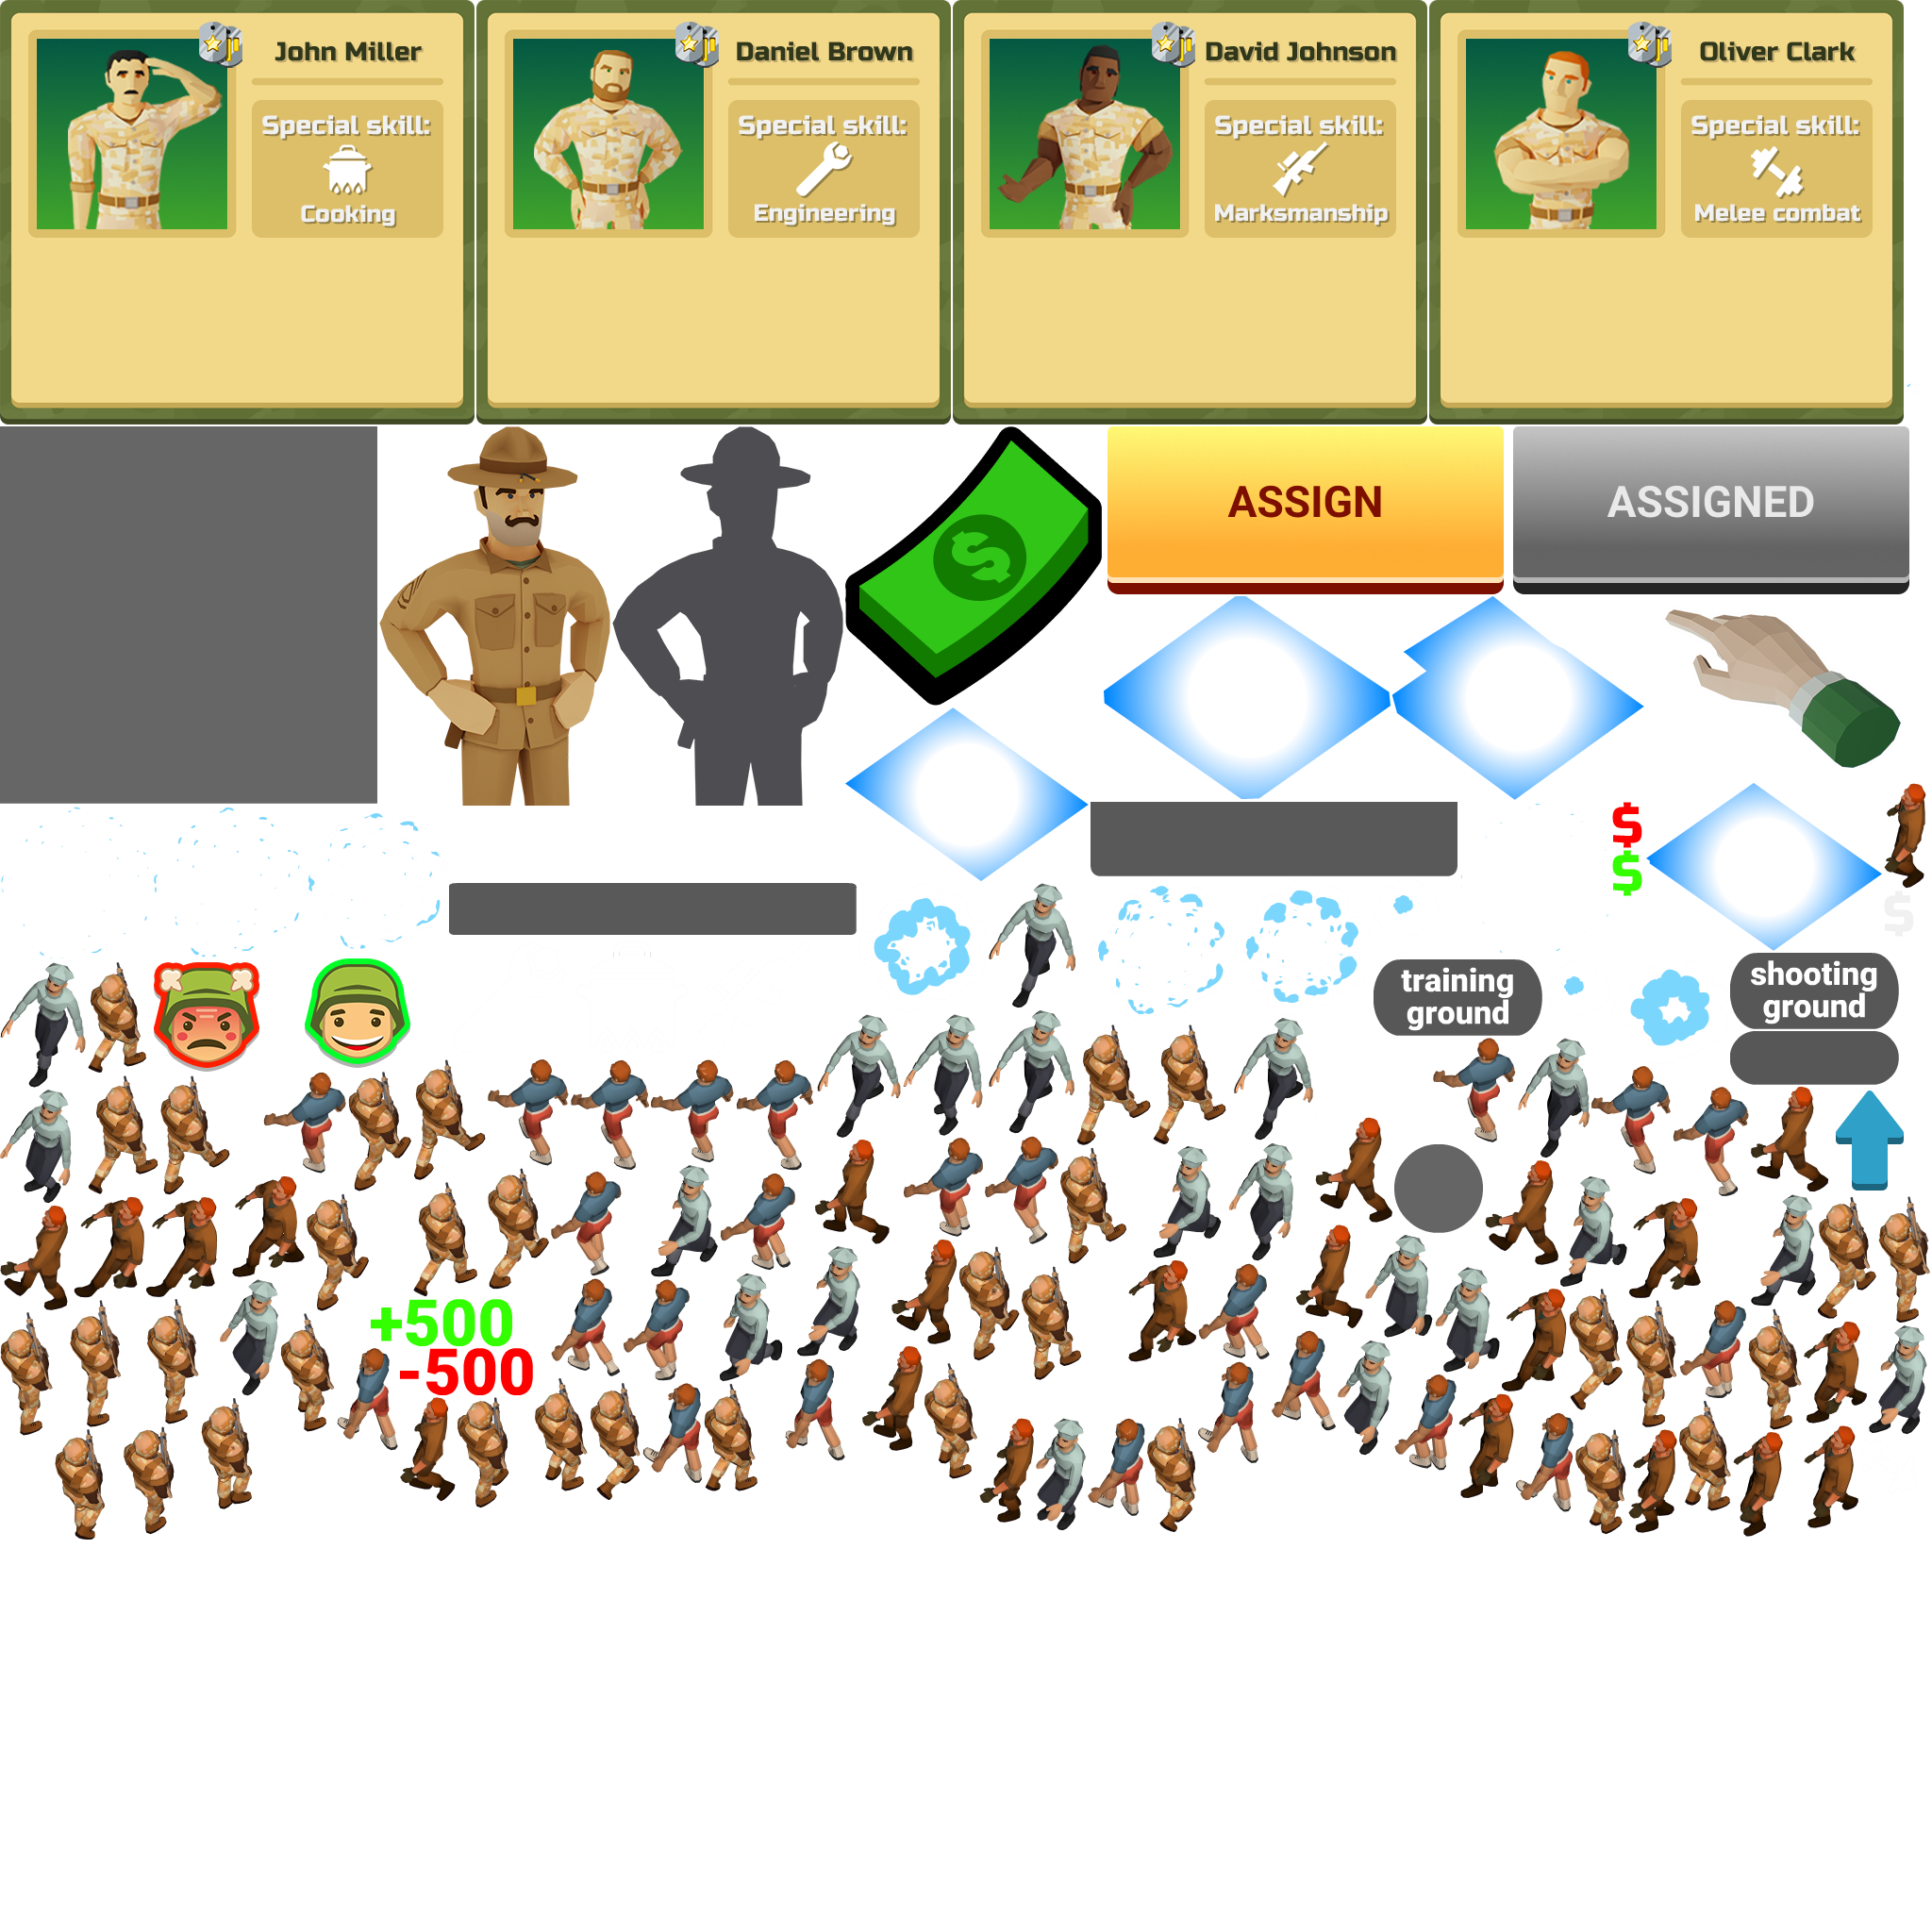 John Miller
Special skill:
Cooking
Daniel Brown
Special skill:
Engineering
David Johnson
Special skill:
Marksmanship
Oliver Clark
Special skill:
Melee combat
$
ASSIGN
ASSIGNED
$
$
$
training
ground
shooting
ground
+500
-500